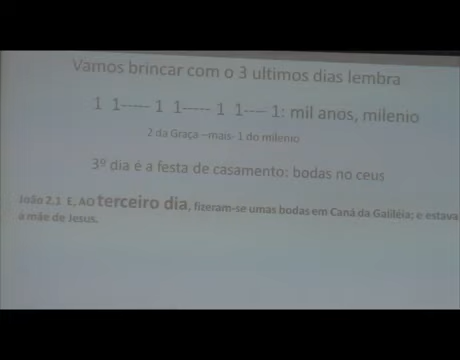 Vamos brincar com o 3 ultimos dias lembra
1 1----- 1 1----- 1 1---- 1: mil anos, milenio
2 da Graça –mais- 1 do milenio
3º dia é a festa de casamento: bodas no ceus
João 2.1 E, AO terceiro dia, fizeram-se umas bodas em Caná da Galiléia; e estava
a mãe de Jesus.